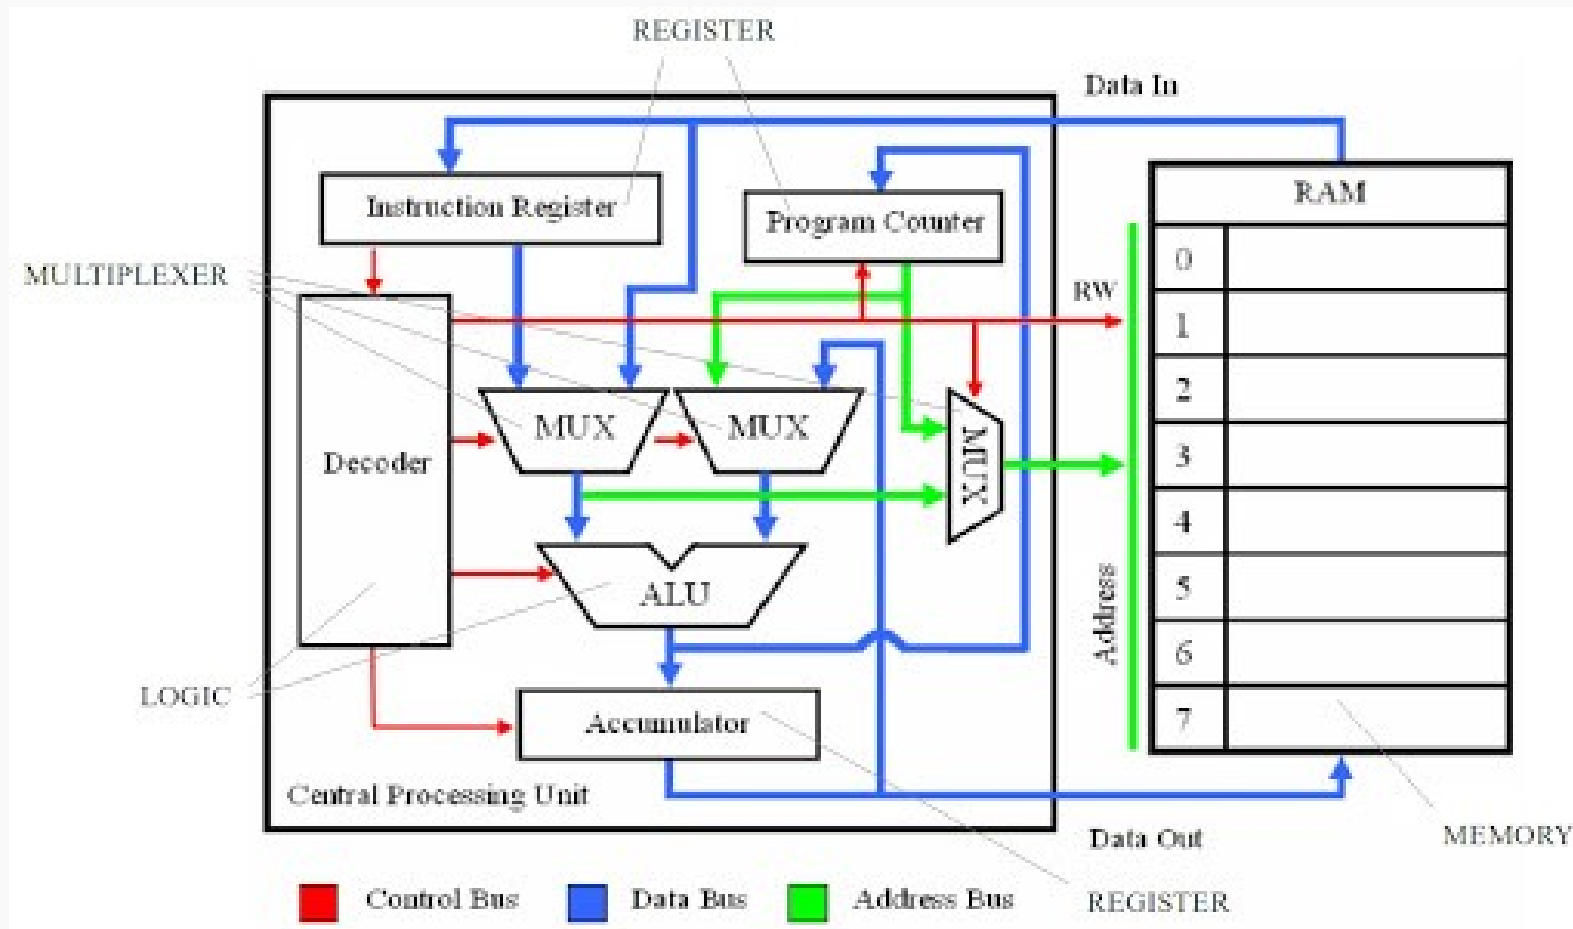 REGISTER
Data In
Instruction Register
Program Counter
RAM
MULTIPLEXER
RW
0
1
2
3
4
5
6
7
MUX
MUX
MUX
Decoder
ALU
Address
LOGIC
Accumulator
Central Processing Unit
Data Out
MEMORY
Control Bus
Data Bus
Address Bus
REGISTER